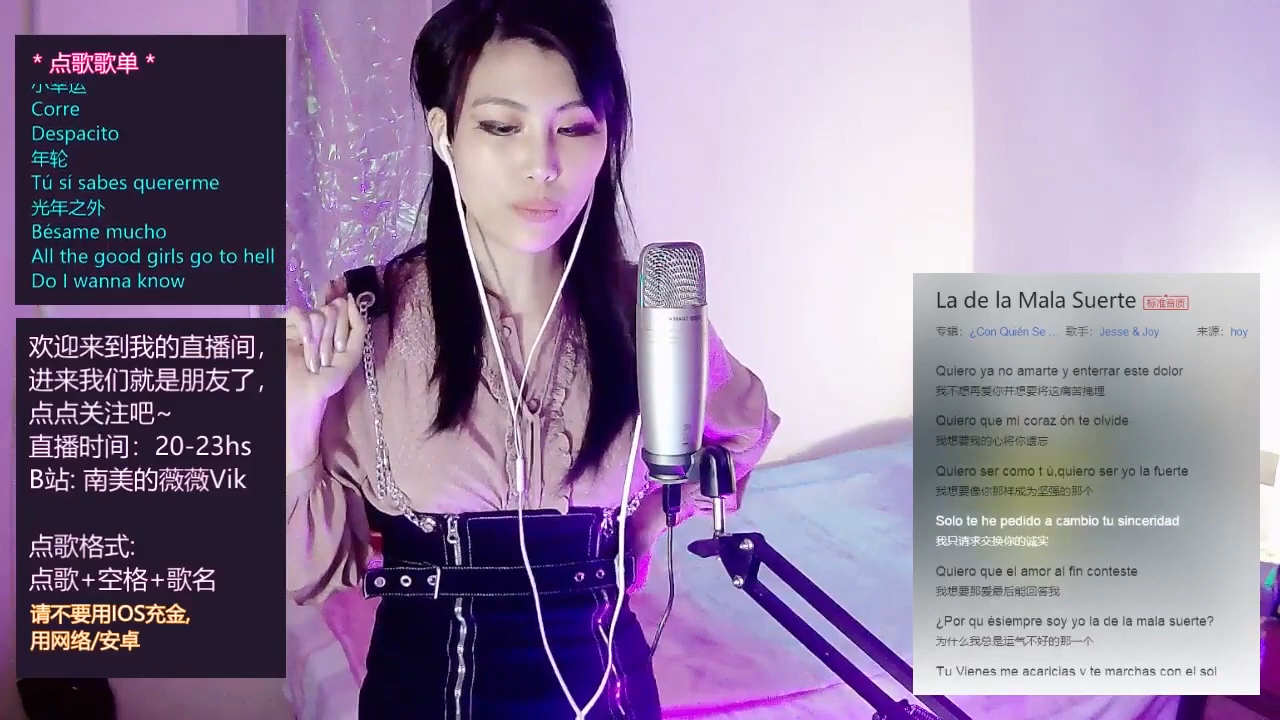 * 点歌歌单 *
小幸运
Corre
Despacito
年轮
Tú sí sabes quererme
光年之外
Bésame mucho
All the good girls go to hell
Do I wanna know
欢迎来到我的直播间,
进来我们就是朋友了,
点点关注吧~
直播时间: 20-23hs
B站: 南美的薇薇Vik
点歌格式:
点歌+空格+歌名
请不要用IOS充金,
用网络/安卓
La de la Mala Suerte 标准音质
专辑: ¿Con Quién Se ... 歌手: Jesse & Joy 来源: hoy
Quiero ya no amarte y enterrar este dolor
我不想再爱你并想要将这痛苦掩埋
Quiero que mi coraz ón te olvide
我想要我的心将你遗忘
Quiero ser como t ú,quiero ser yo la fuerte
我想要像你那样成为坚强的那个
Solo te he pedido a cambio tu sinceridad
我只请求交换你的诚实
Quiero que el amor al fin conteste
我想要那爱最后能回答我
¿Por qu ésiempre soy yo la de la mala suerte?
为什么我总是运气不好的那一个
Tu Vienes me acaricias y te marchas con el sol